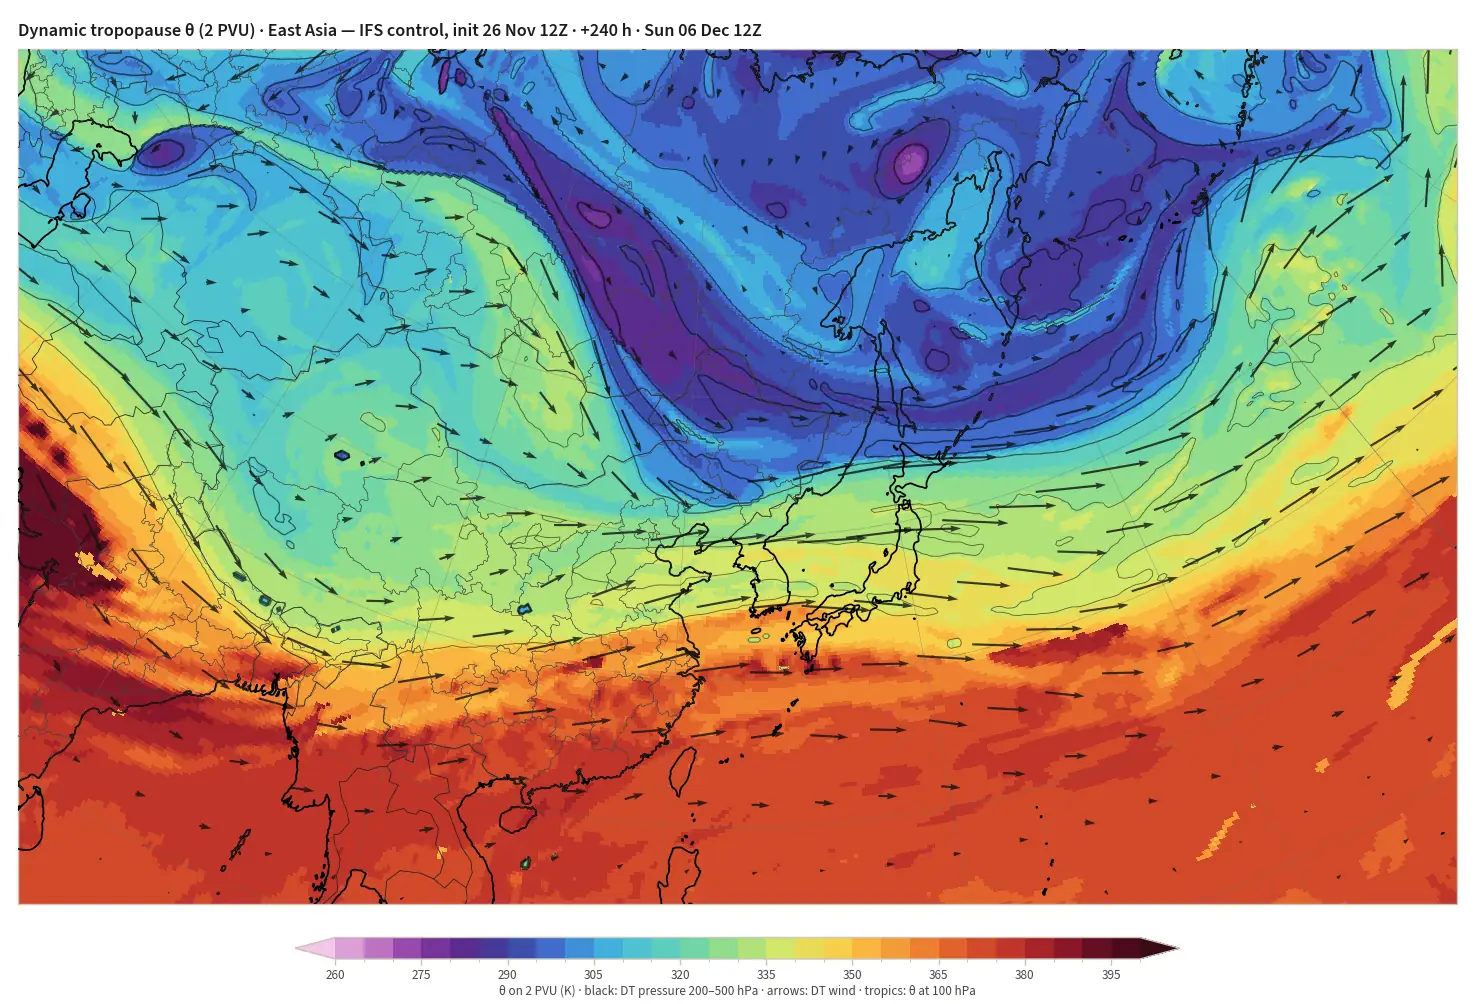 Dynamic tropopause θ (2 PVU) · East Asia — IFS control, init 26 Nov 12Z · +240 h · Sun 06 Dec 12Z
260 275 290 305 320 335 350 365 380 395
θ on 2 PVU (K) · black: DT pressure 200–500 hPa · arrows: DT wind · tropics: θ at 100 hPa